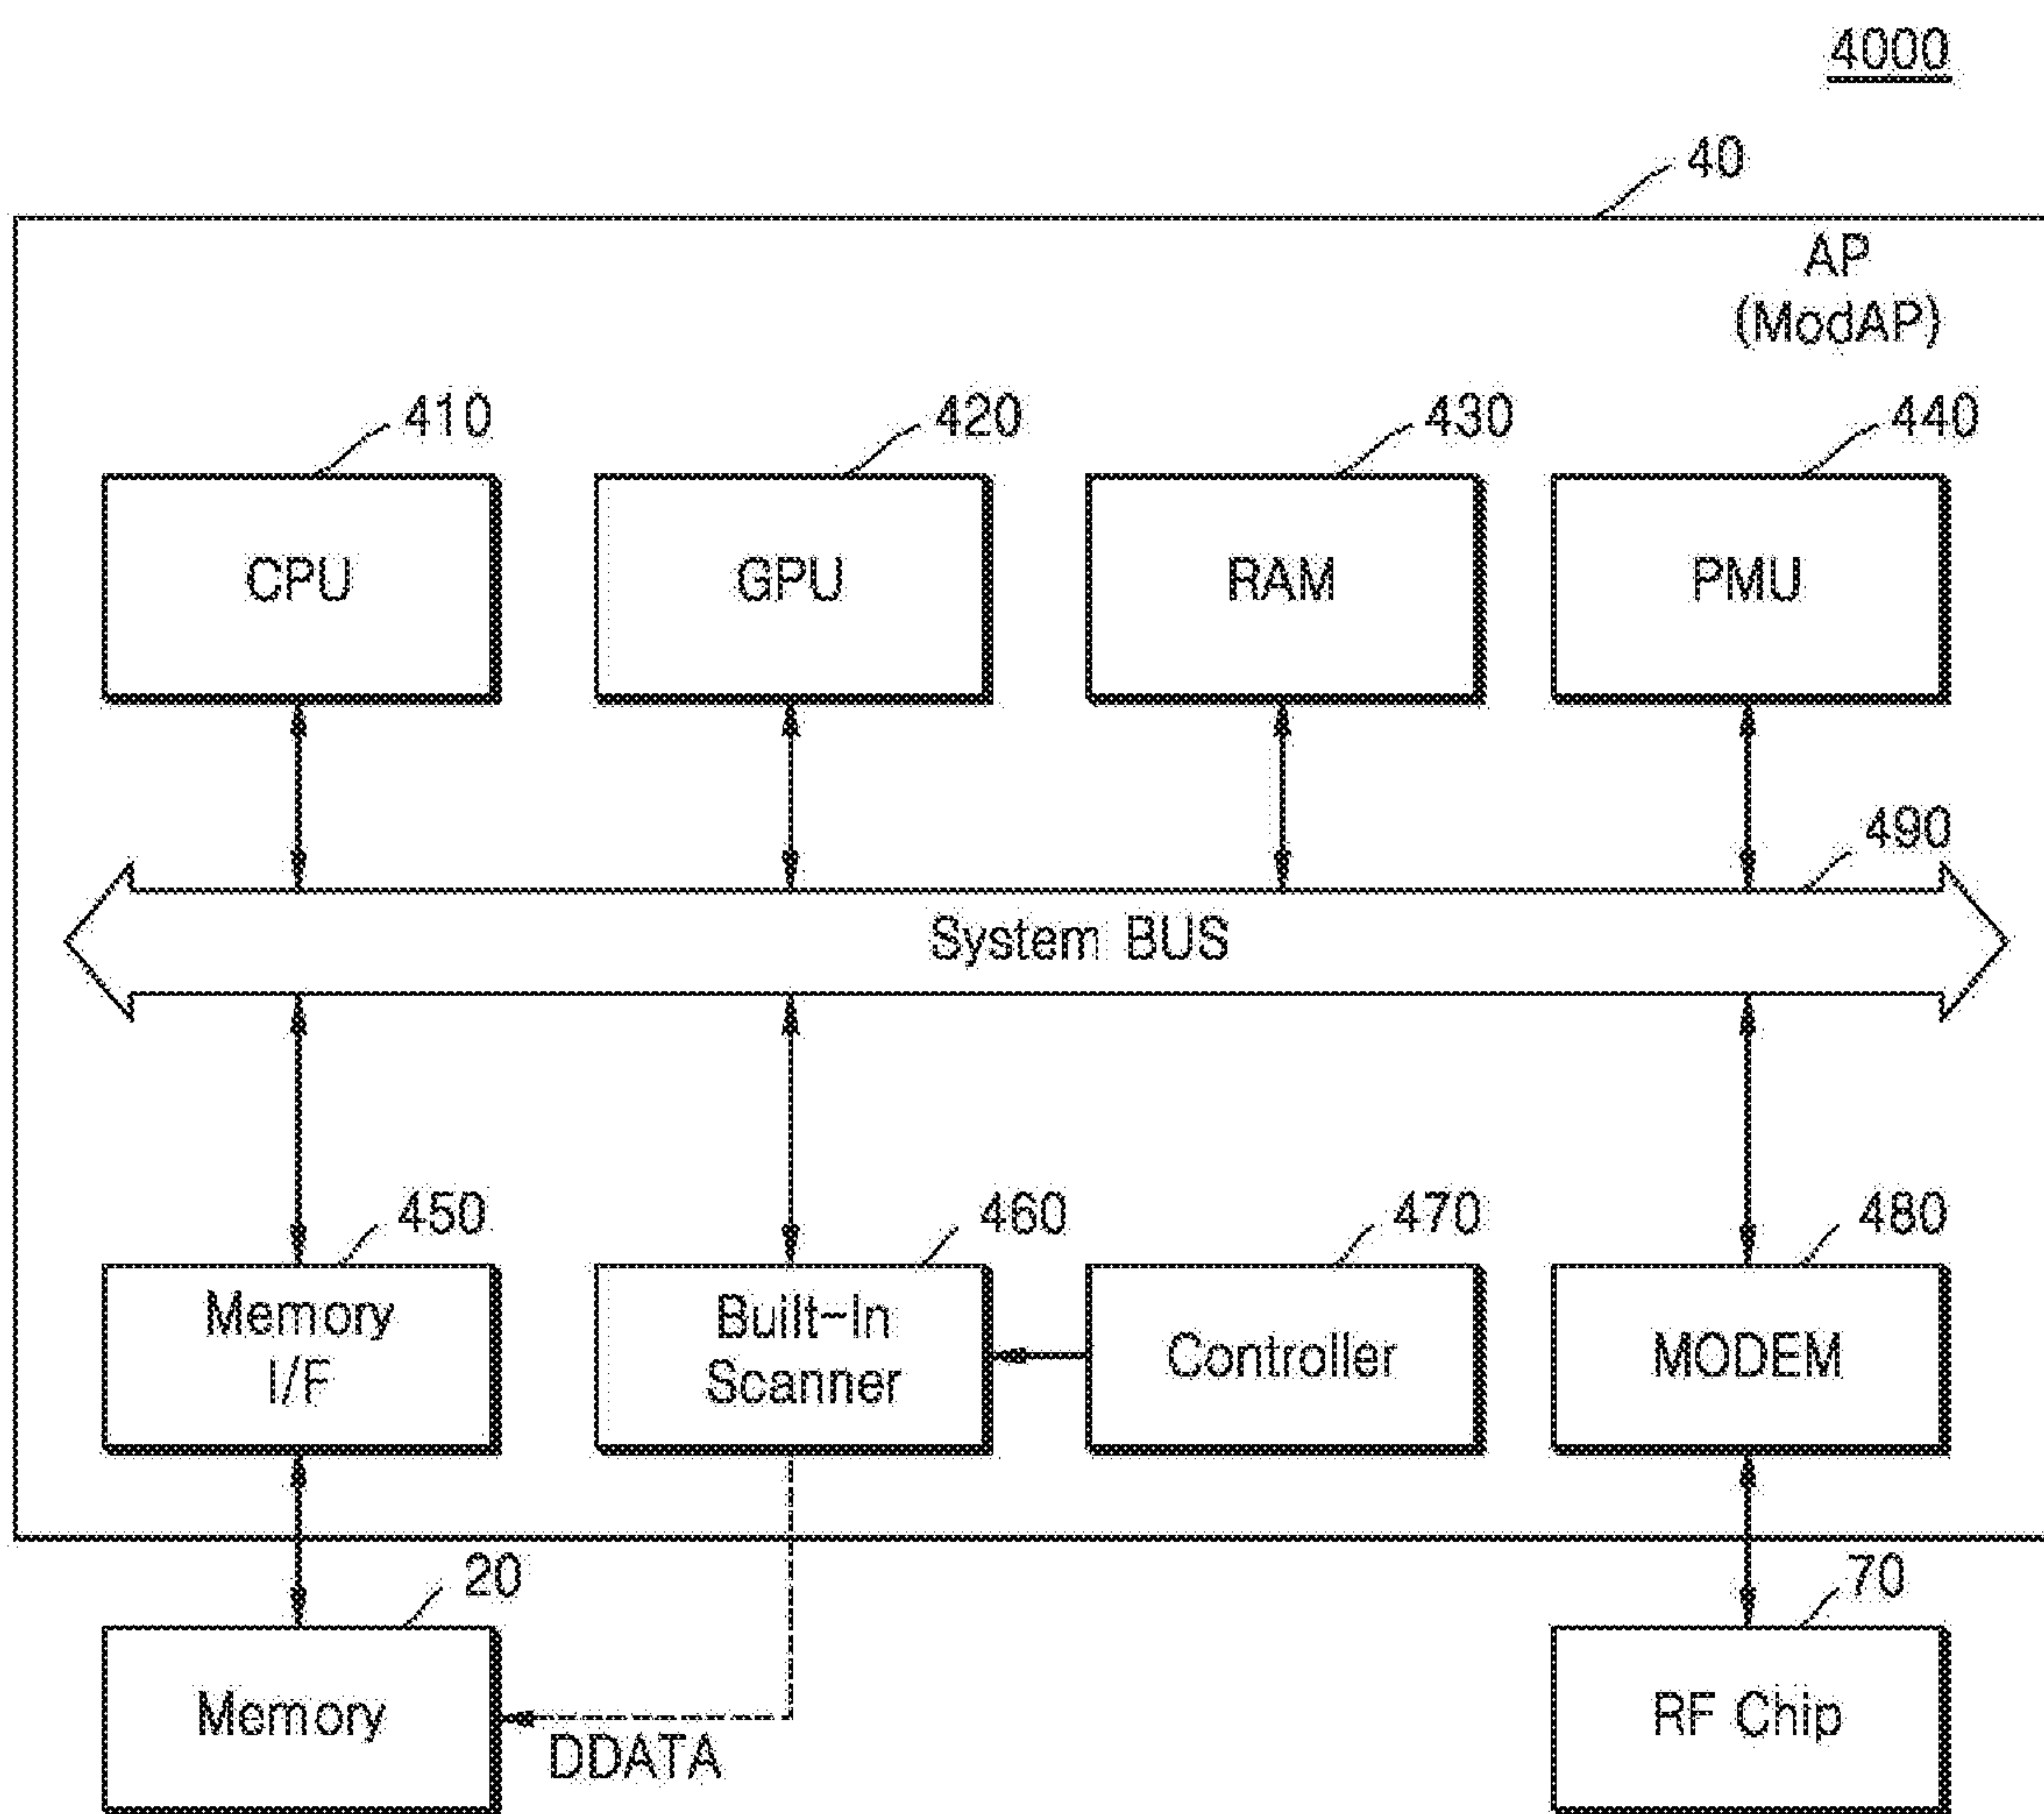 4000
40
AP
(ModAP)
410
420
430
440
CPU
GPU
RAM
PMU
490
System BUS
450
460
470
480
Memory
I/F
Built-In
Scanner
Controller
MODEM
20
70
Memory
DDATA
RF Chip